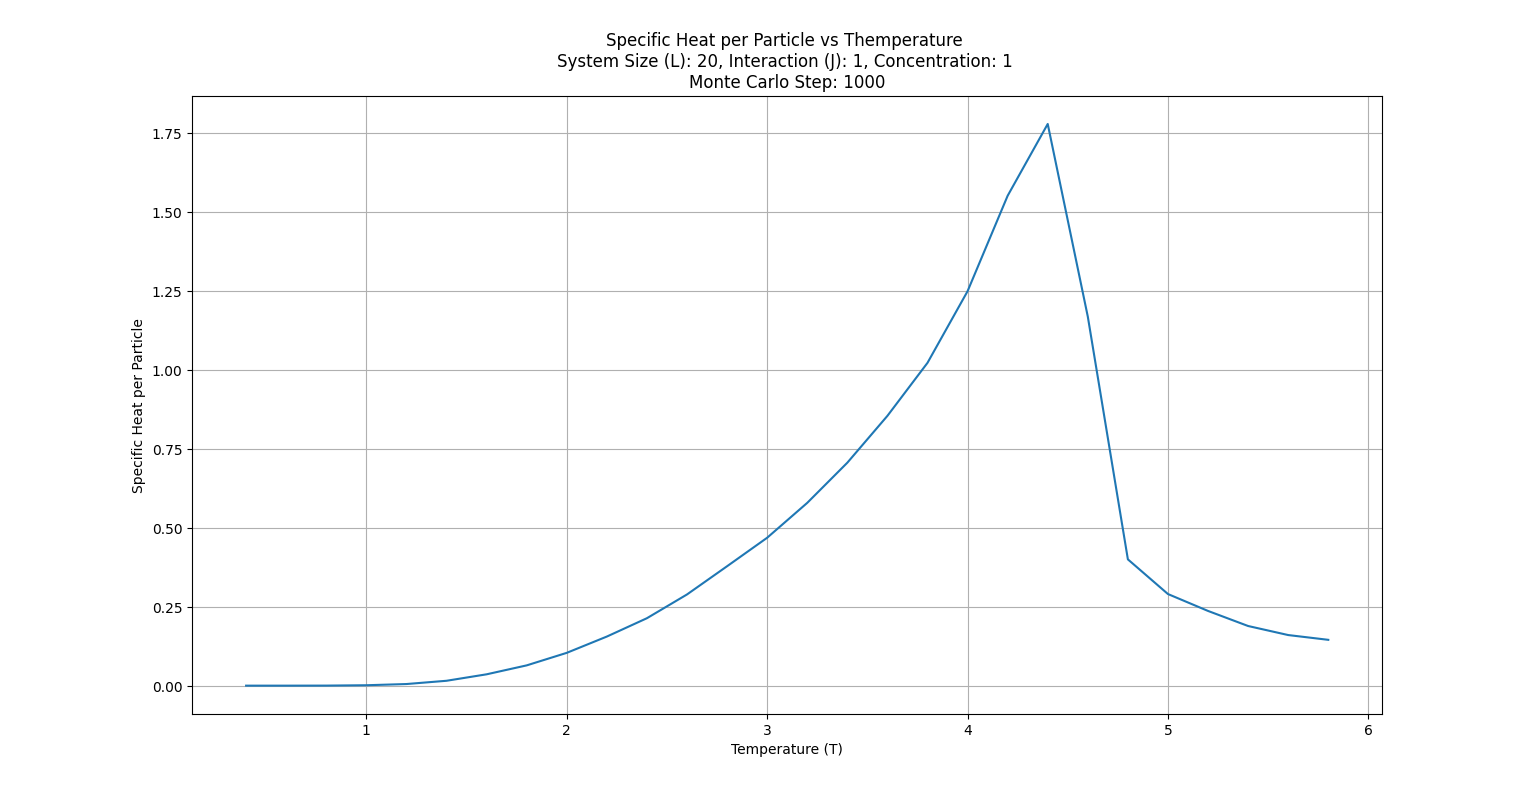 Specific Heat per Particle vs Themperature
System Size (L): 20, Interaction (J): 1, Concentration: 1
Monte Carlo Step: 1000
1.75
1.50
1.25
1.00
0.75
0.50
0.25
0.00
Specific Heat per Particle
1 2 3 4 5 6
Temperature (T)